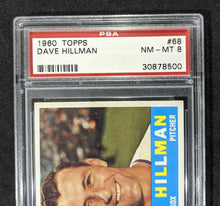 PSA
1960 TOPPS #68
DAVE HILLMAN NM - MT 8
30878500
HILLMAN
PITCHER